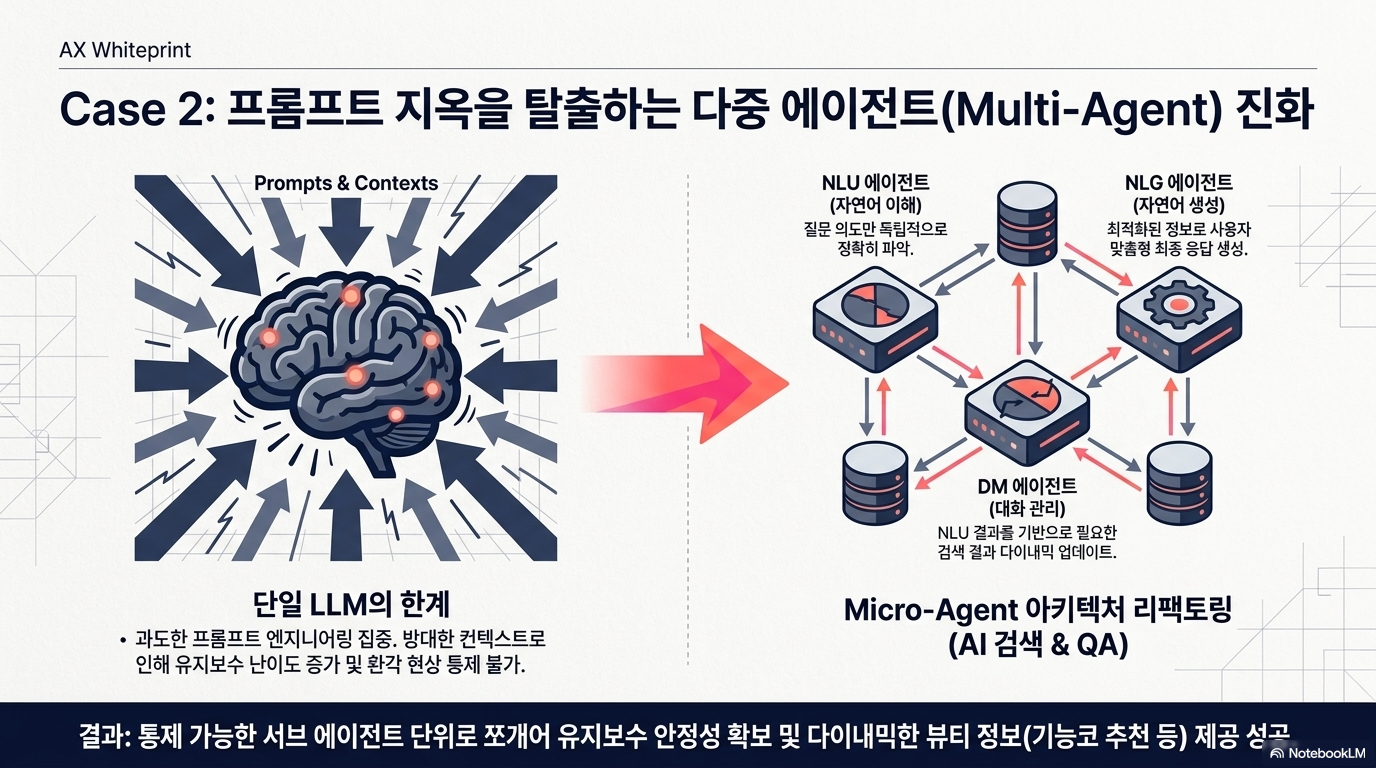 AX Whiteprint
Case 2: 프롬프트 지옥을 탈출하는 다중 에이전트(Multi-Agent) 진화
Prompts & Contexts
단일 LLM의 한계
• 과도한 프롬프트 엔지니어링 집중. 방대한 컨텍스트로
인해 유지보수 난이도 증가 및 환각 현상 통제 불가.
NLU 에이전트
(자연어 이해)
질문 의도만 독립적으로
정확히 파악.
NLG 에이전트
(자연어 생성)
최적화된 정보로 사용자
맞춤형 최종 응답 생성.
DM 에이전트
(대화 관리)
NLU 결과를 기반으로 필요한
검색 결과 다이내믹 업데이트.
Micro-Agent 아키텍처 리팩토링
(AI 검색 & QA)
결과: 통제 가능한 서브 에이전트 단위로 쪼개어 유지보수 안정성 확보 및 다이내믹한 뷰티 정보(기능코 추천 등) 제공 성공
NotebookLM